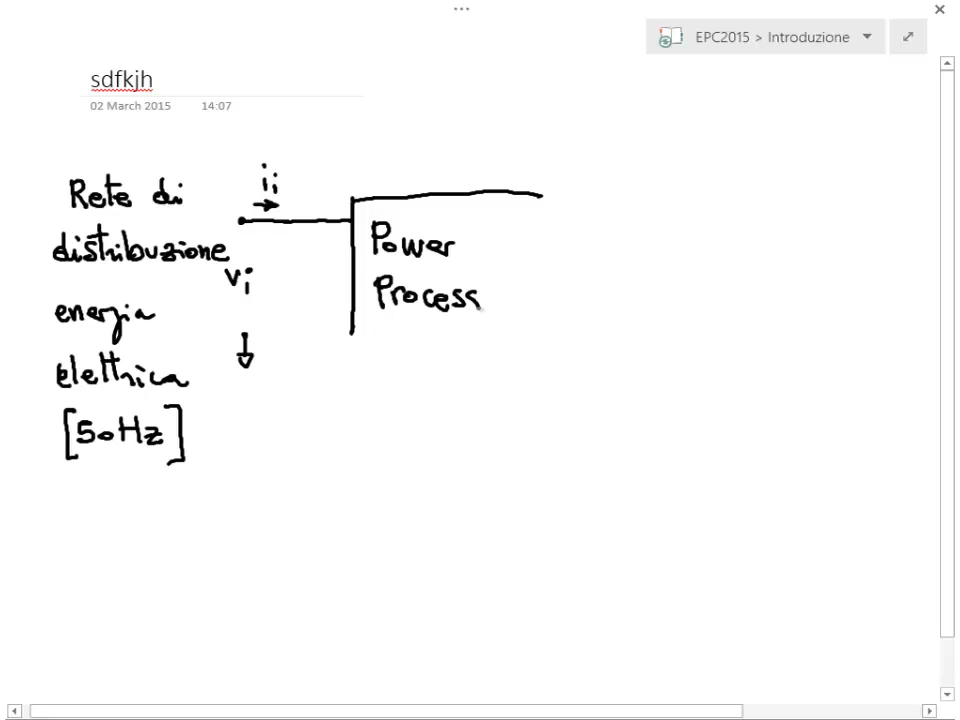 EPC2015 > Introduzione
sdfkjh
02 March 2015 14:07
Rete di
distribuzione
energia
elettrica
[50Hz]
ii
vi
Power
Process